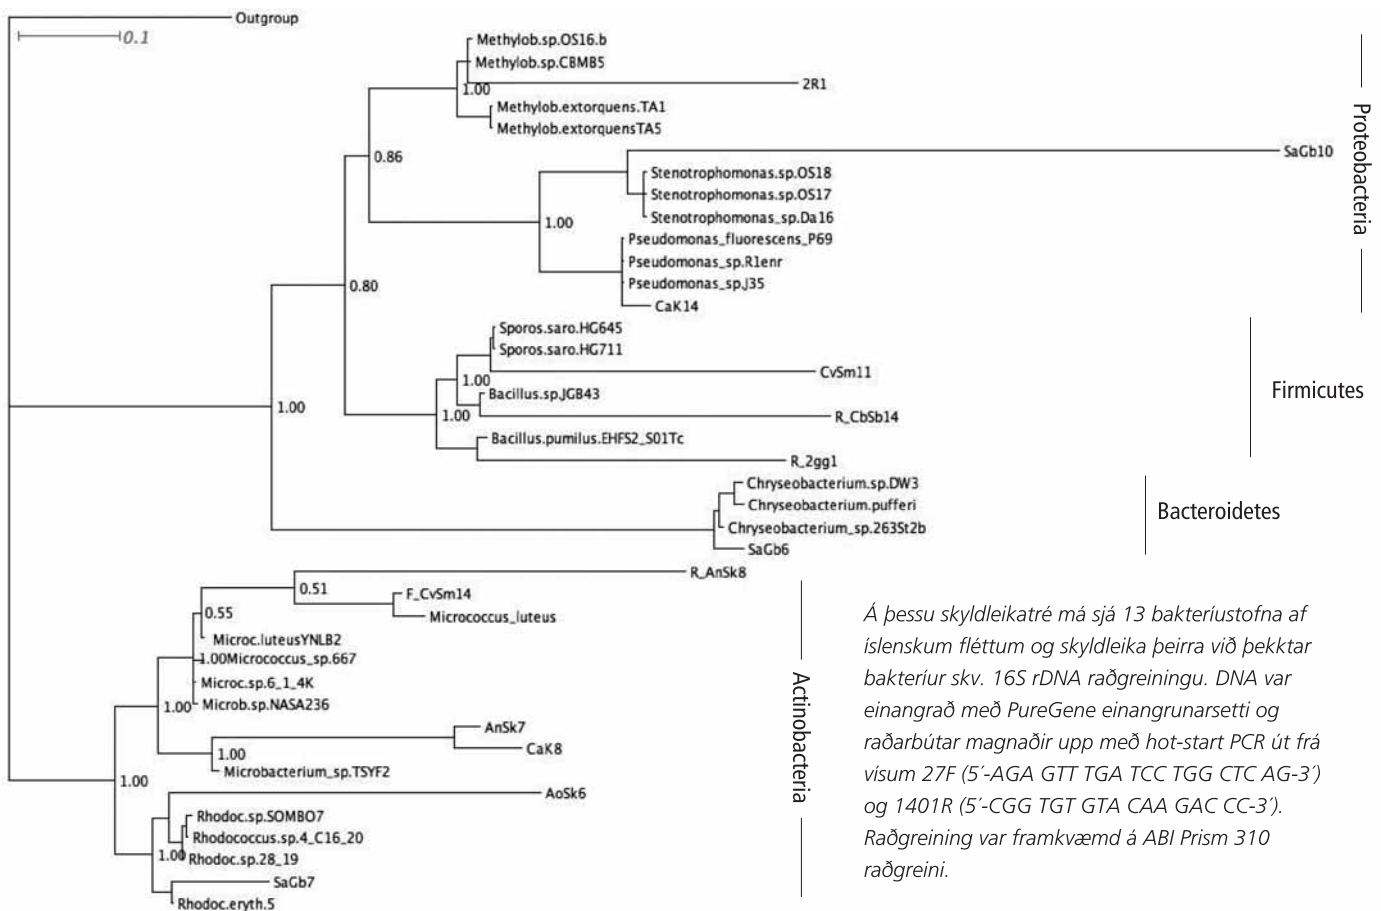 Outgroup
0.1
Methylob.sp.OS16.b
Methylob.sp.CBMB5
1.00
2R1
Methylob.extorquens.TA1
Methylob.extorquensTA5
0.86
SaGb10
Stenotrophomonas.sp.OS18
Stenotrophomonas.sp.OS17
Stenotrophomonas_sp.Da16
1.00
Pseudomonas_fluorescens_P69
Pseudomonas_sp.R1enr
Pseudomonas_sp.J35
CaK14
Proteobacteria
0.80
Sporos.saro.HG645
Sporos.saro.HG711
CvSm11
1.00
Bacillus.sp.JGB43
1.00
R_CbSb14
Bacillus.pumilus.EHFS2_S01Tc
R_2gg1
Firmicutes
1.00
Chryseobacterium.sp.DW3
Chryseobacterium.pufferi
Chryseobacterium_sp.263St2b
SaGb6
Bacteroidetes
R_AnSk8
0.51
F_CvSm14
Micrococcus_luteus
0.55
Microc.luteusYNLB2
1.00Micrococcus_sp.667
Microc.sp.6_1_4K
1.00
Microb.sp.NASA236
AnSk7
CaK8
1.00
Microbacterium_sp.TSYF2
1.00
AoSk6
Rhodoc.sp.SOMBO7
Rhodococcus.sp.4_C16_20
1.00
Rhodoc.sp.28_19
SaGb7
Rhodoc.eryth.5
Actinobacteria
Á þessu skyldleikatré má sjá 13 bakteríustofna af
íslenskum fléttum og skyldleika þeirra við þekktar
bakteríur skv. 16S rDNA raðgreiningu. DNA var
einangrað með PureGene einangrunarsetti og
raðarbútar magnaðir upp með hot-start PCR út frá
vísum 27F (5´-AGA GTT TGA TCC TGG CTC AG-3´)
og 1401R (5´-CGG TGT GTA CAA GAC CC-3´).
Raðgreining var framkvæmd á ABI Prism 310
raðgreini.